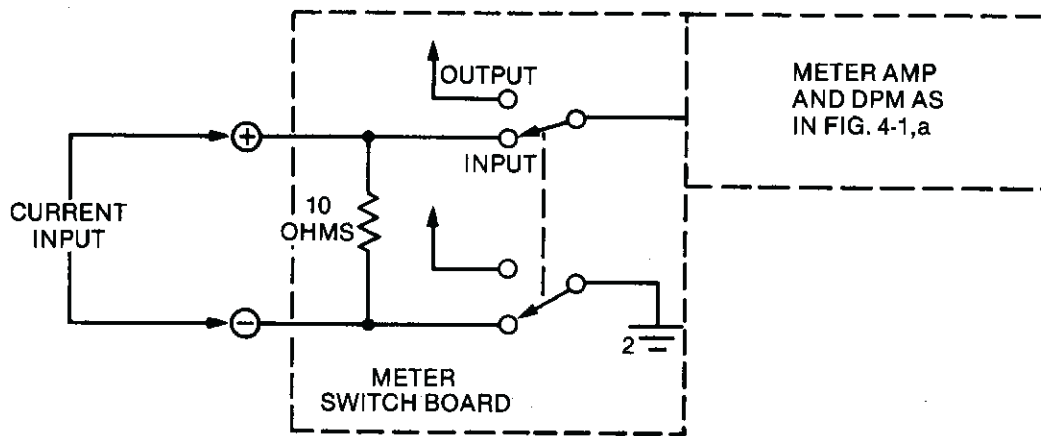 OUTPUT
INPUT
METER AMP
AND DPM AS
IN FIG. 4-1,a
+
CURRENT
INPUT
10
OHMS
−
2
METER
SWITCH BOARD